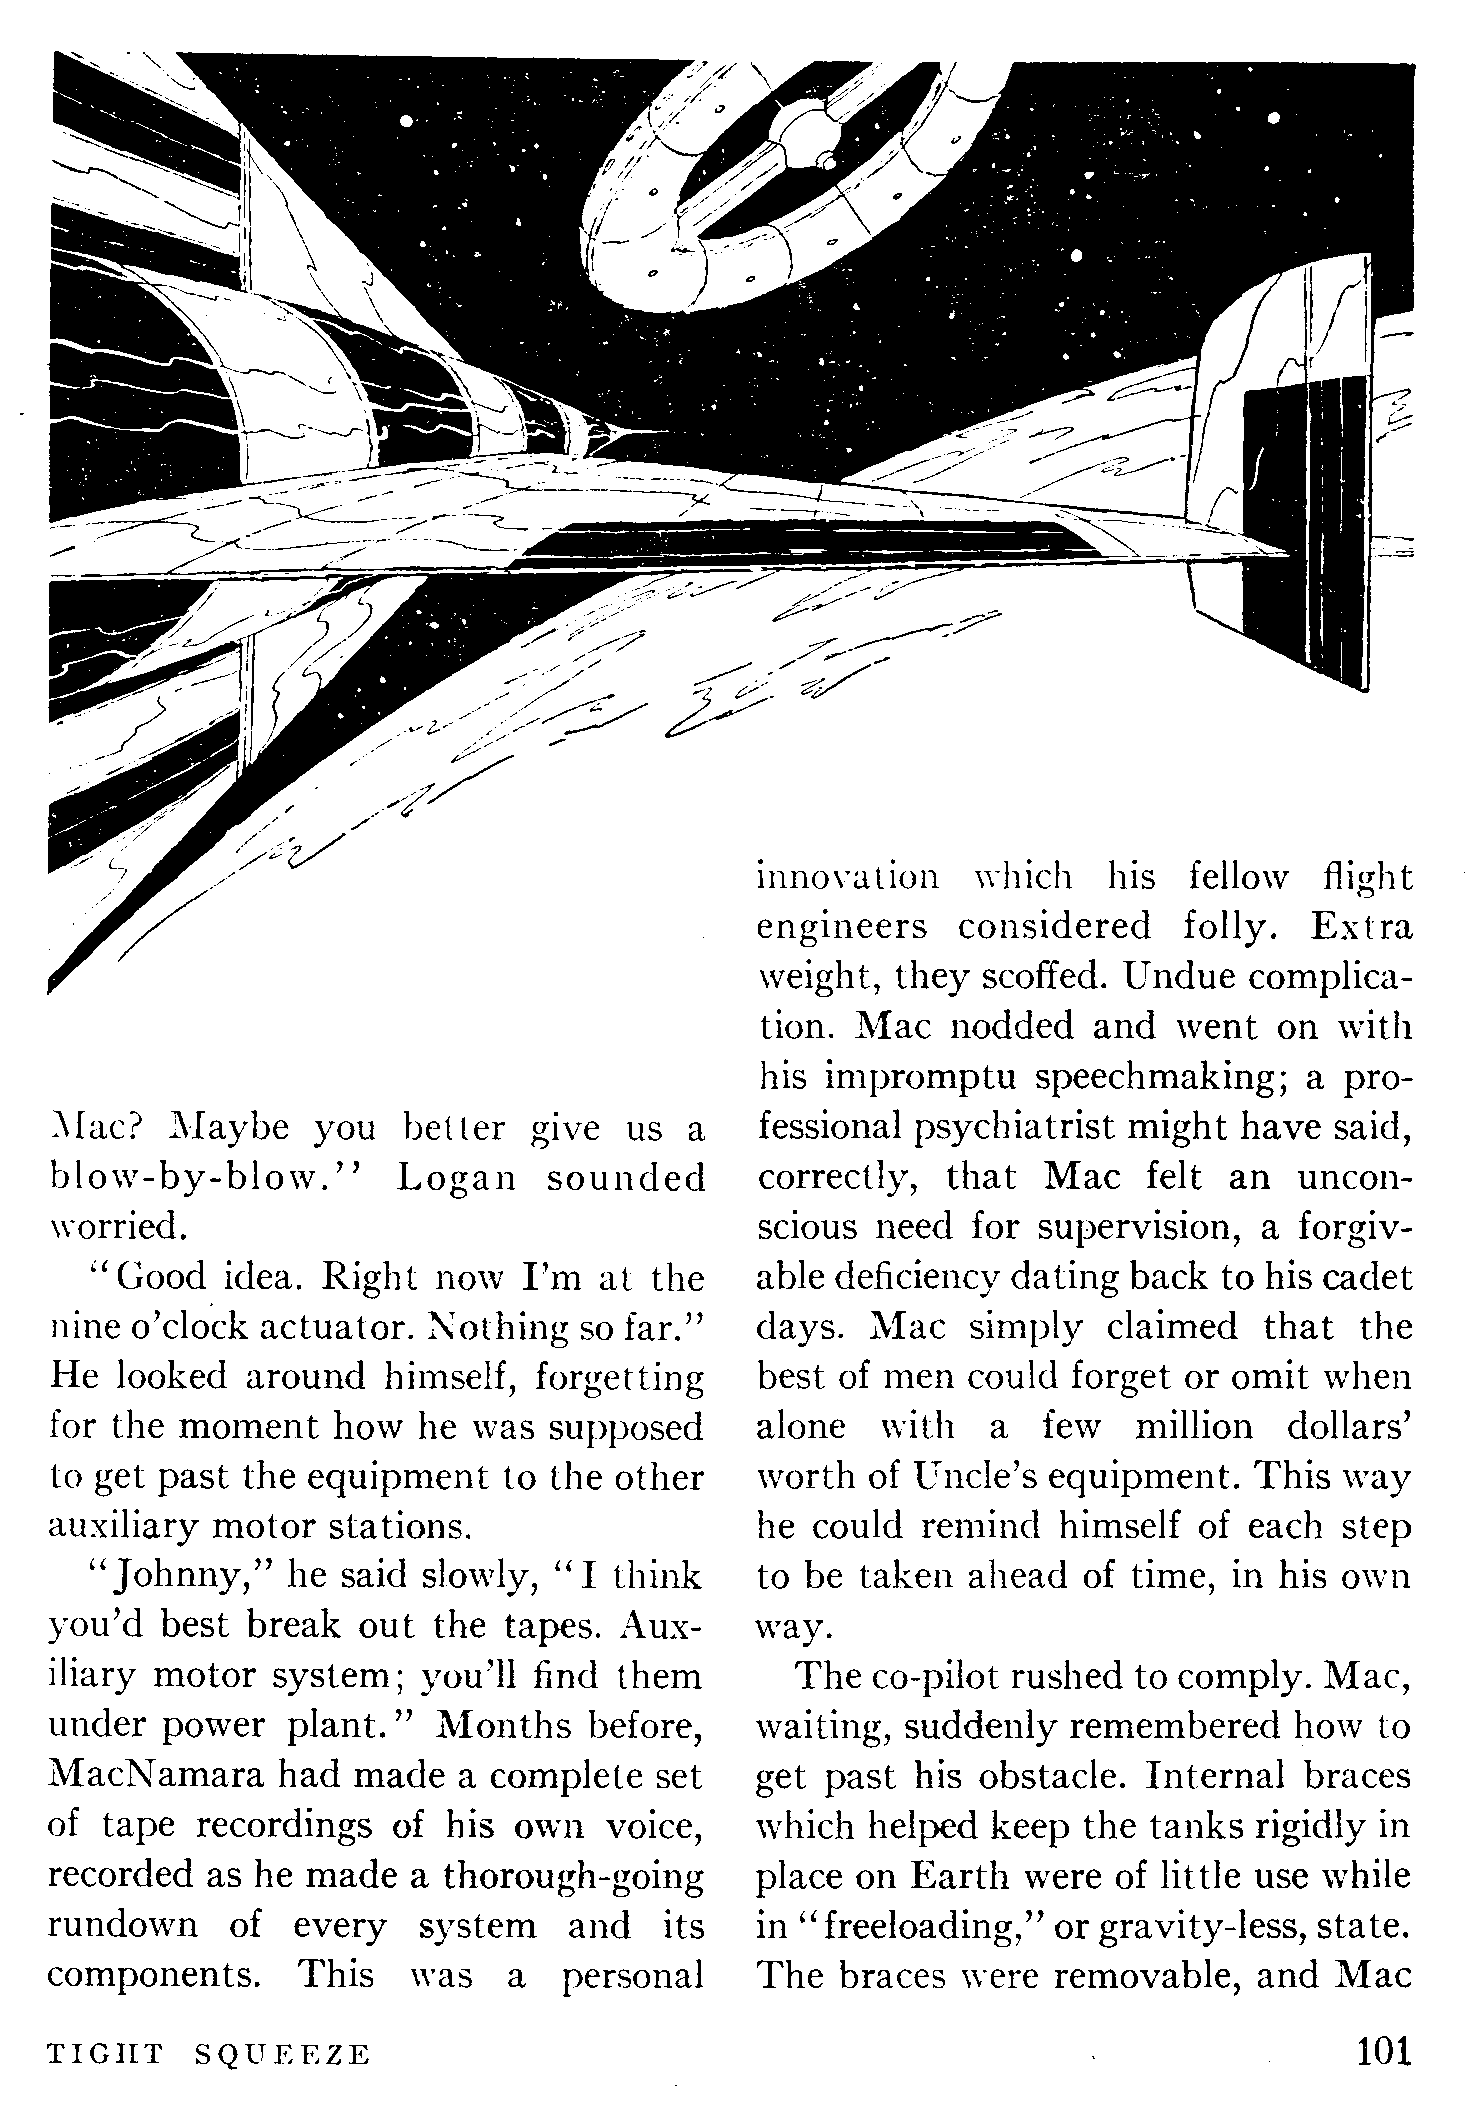 Mac? Maybe you better give us a
blow-by-blow.” Logan sounded
worried.
“Good idea. Right now I’m at the
nine o’clock actuator. Nothing so far.”
He looked around himself, forgetting
for the moment how he was supposed
to get past the equipment to the other
auxiliary motor stations.
“Johnny,” he said slowly, “I think
you’d best break out the tapes. Aux-
iliary motor system; you’ll find them
under power plant.” Months before,
MacNamara had made a complete set
of tape recordings of his own voice,
recorded as he made a thorough-going
rundown of every system and its
components. This was a personal
innovation which his fellow flight
engineers considered folly. Extra
weight, they scoffed. Undue complica-
tion. Mac nodded and went on with
his impromptu speechmaking; a pro-
fessional psychiatrist might have said,
correctly, that Mac felt an uncon-
scious need for supervision, a forgiv-
able deficiency dating back to his cadet
days. Mac simply claimed that the
best of men could forget or omit when
alone with a few million dollars’
worth of Uncle’s equipment. This way
he could remind himself of each step
to be taken ahead of time, in his own
way.
The co-pilot rushed to comply. Mac,
waiting, suddenly remembered how to
get past his obstacle. Internal braces
which helped keep the tanks rigidly in
place on Earth were of little use while
in “freeloading,” or gravity-less, state.
The braces were removable, and Mac
TIGHT SQUEEZE
101